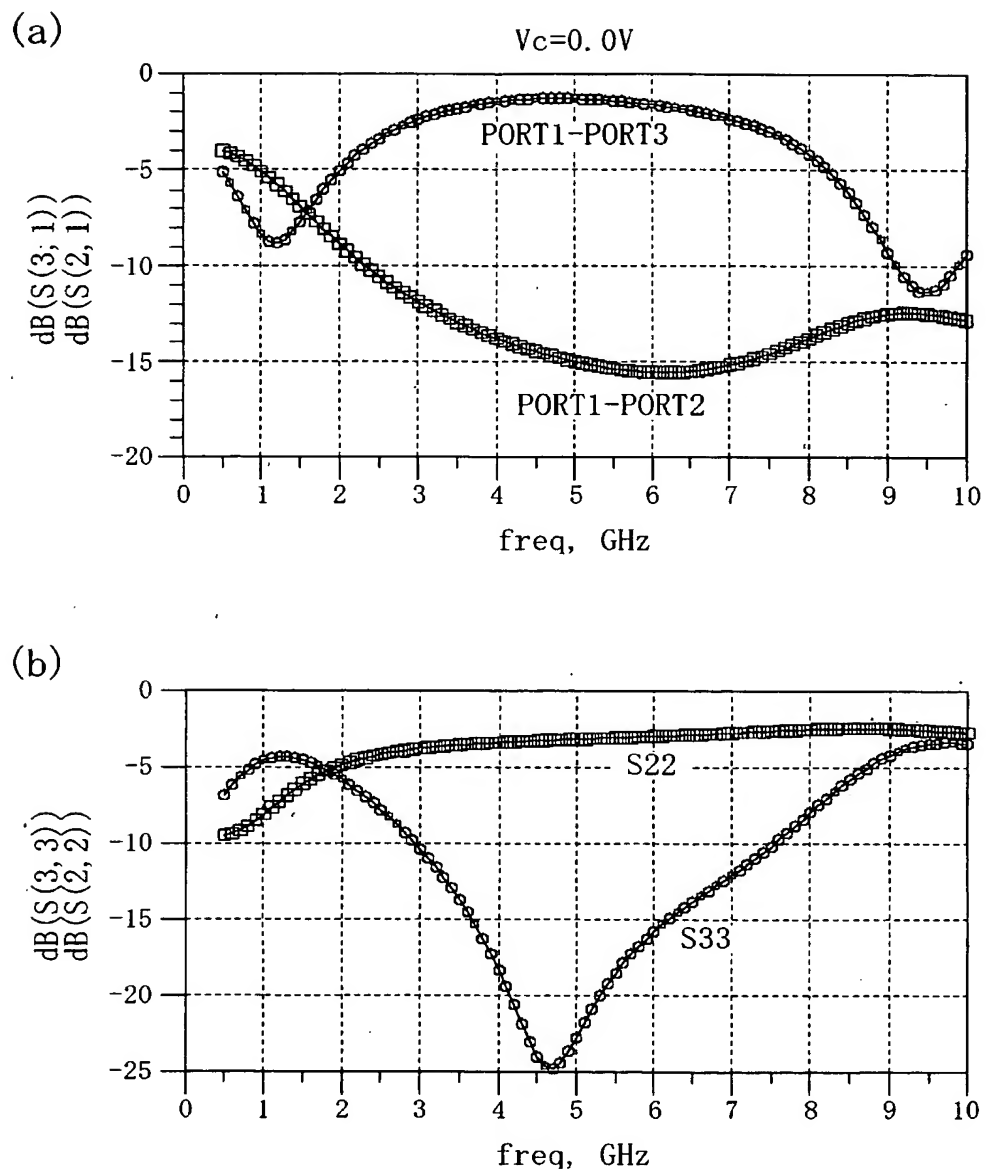 (a)
Vc=0.0V
0
-5
-10
-15
-20
dB(S(3,1))
dB(S(2,1))
PORT1-PORT3
PORT1-PORT2
0 1 2 3 4 5 6 7 8 9 10
freq, GHz
(b)
0
-5
-10
-15
-20
-25
dB(S(3,3))
dB(S(2,2))
S22
S33
0 1 2 3 4 5 6 7 8 9 10
freq, GHz